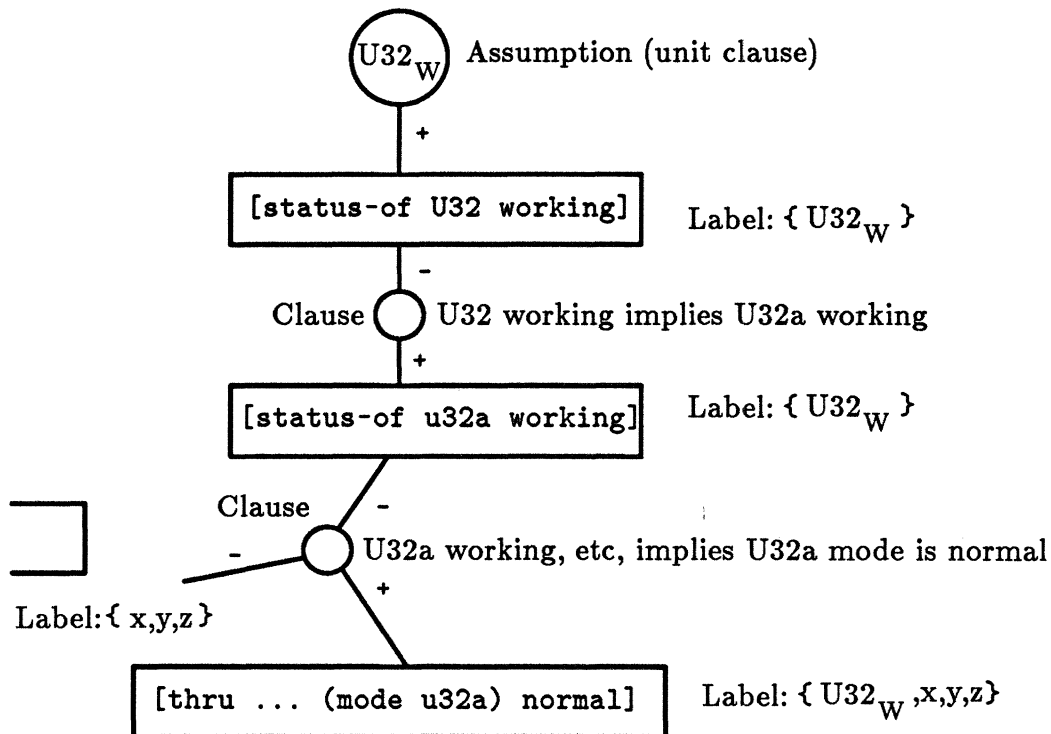 U32W Assumption (unit clause)
+
[status-of U32 working] Label: { U32W }
-
Clause U32 working implies U32a working
+
[status-of u32a working] Label: { U32W }
Clause -
- U32a working, etc, implies U32a mode is normal
+
Label:{ x,y,z}
[thru ... (mode u32a) normal] Label: { U32W ,x,y,z}